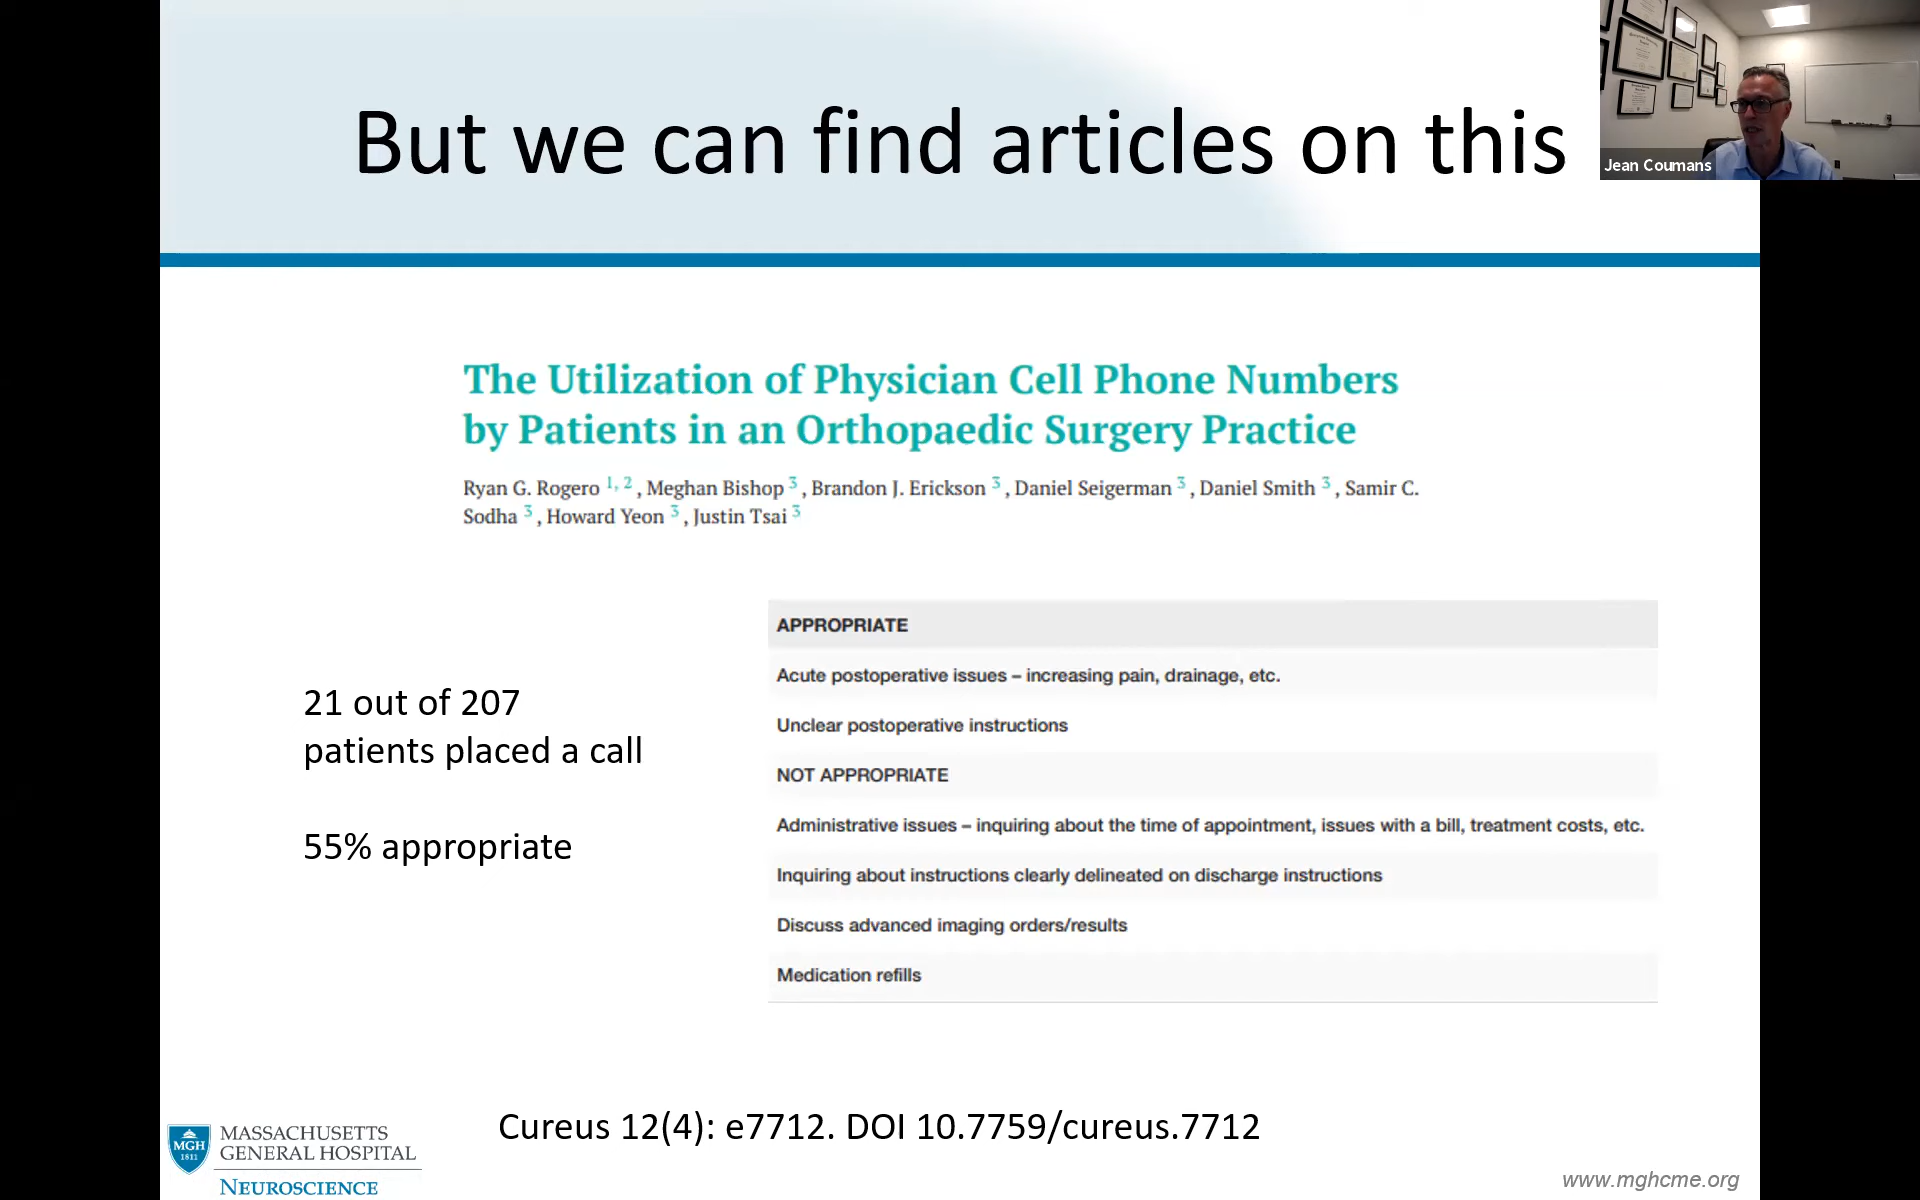 But we can find articles on this
Jean Coumans
The Utilization of Physician Cell Phone Numbers
by Patients in an Orthopaedic Surgery Practice
Ryan G. Rogero 1, 2 , Meghan Bishop 3 , Brandon J. Erickson 3 , Daniel Seigerman 3 , Daniel Smith 3 , Samir C.
Sodha 3 , Howard Yeon 3 , Justin Tsai 3
21 out of 207
patients placed a call
55% appropriate
APPROPRIATE
Acute postoperative issues – increasing pain, drainage, etc.
Unclear postoperative instructions
NOT APPROPRIATE
Administrative issues – inquiring about the time of appointment, issues with a bill, treatment costs, etc.
Inquiring about instructions clearly delineated on discharge instructions
Discuss advanced imaging orders/results
Medication refills
Cureus 12(4): e7712. DOI 10.7759/cureus.7712
MGH
1811
MASSACHUSETTS
GENERAL HOSPITAL
NEUROSCIENCE
www.mghcme.org